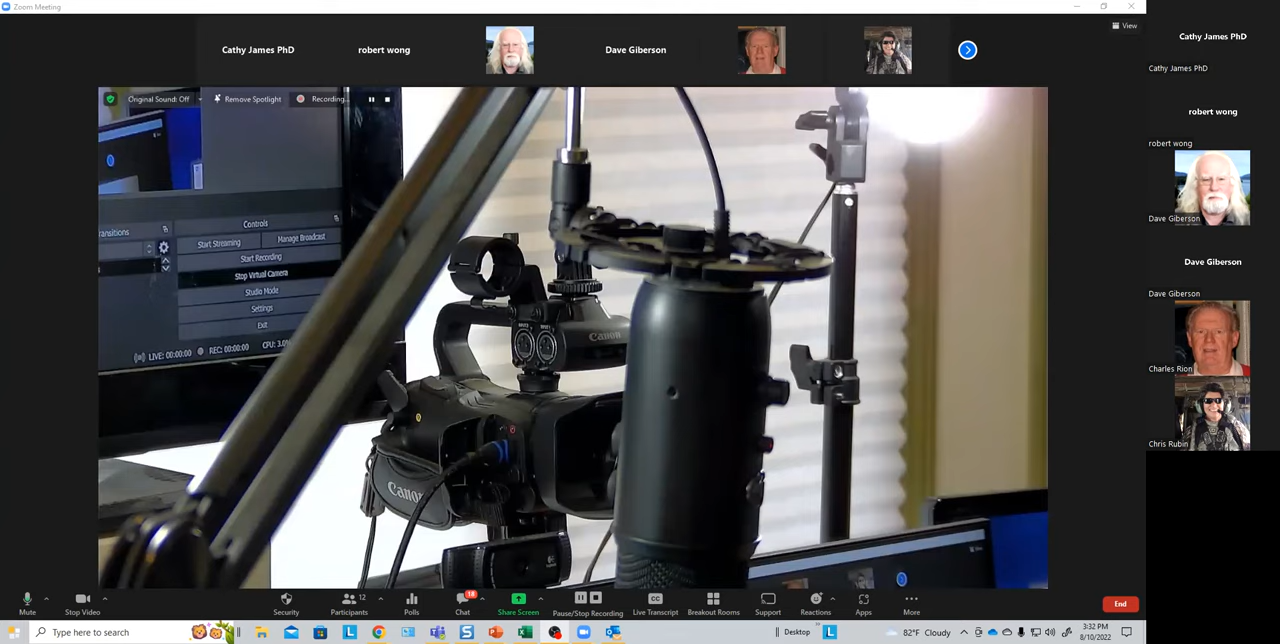 Zoom Meeting
View
Cathy James PhD
robert wong
Dave Giberson
Original Sound: Off
Remove Spotlight
Recording...
ansitions
Controls
Start Streaming
Manage Broadcast
Start Recording
Stop Virtual Camera
Studio Mode
Settings
Exit
LIVE: 00:00:00
REC: 00:00:00
CPU: 3.0%
Canon
Canon
Cathy James PhD
Cathy James PhD
robert wong
robert wong
Dave Giberson
Dave Giberson
Dave Giberson
Charles Rion
Chris Rubin
Mute
Stop Video
Security
12
Participants
Polls
18
Chat
Share Screen
Pause/Stop Recording
CC
Live Transcript
Breakout Rooms
Support
Reactions
Apps
More
End
Type here to search
L
S
P
X
Desktop
L
82°F Cloudy
3:32 PM
8/10/2022